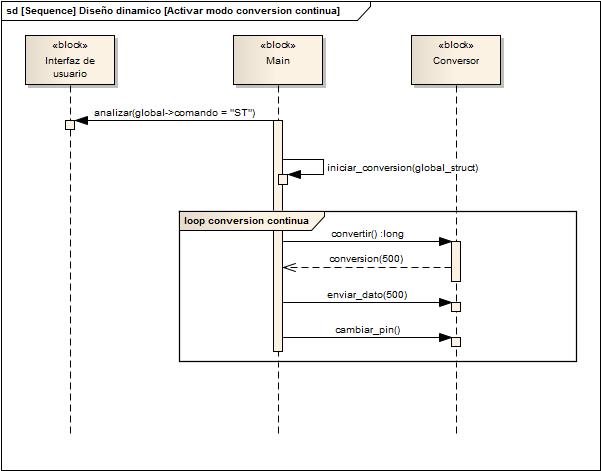 sd [Sequence] Diseño dinamico [Activar modo conversion continua]
«block»
Interfaz de
usuario
«block»
Main
«block»
Conversor
analizar(global->comando = "ST")
iniciar_conversion(global_struct)
loop conversion continua
convertir() :long
conversion(500)
enviar_dato(500)
cambiar_pin()